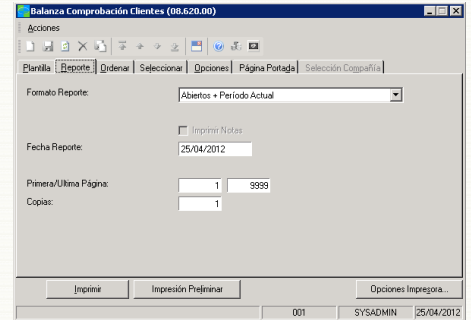 Balanza Comprobación Clientes (08.620.00)
Acciones
Plantilla Reporte Ordenar Seleccionar Opciones Página Portada Selección Compañía
Formato Reporte: Abiertos + Período Actual
Imprimir Notas
Fecha Reporte: 25/04/2012
Primera/Ultima Página: 1 9999
Copias: 1
Imprimir Impresión Preliminar Opciones Impresora...
001 SYSADMIN 25/04/2012